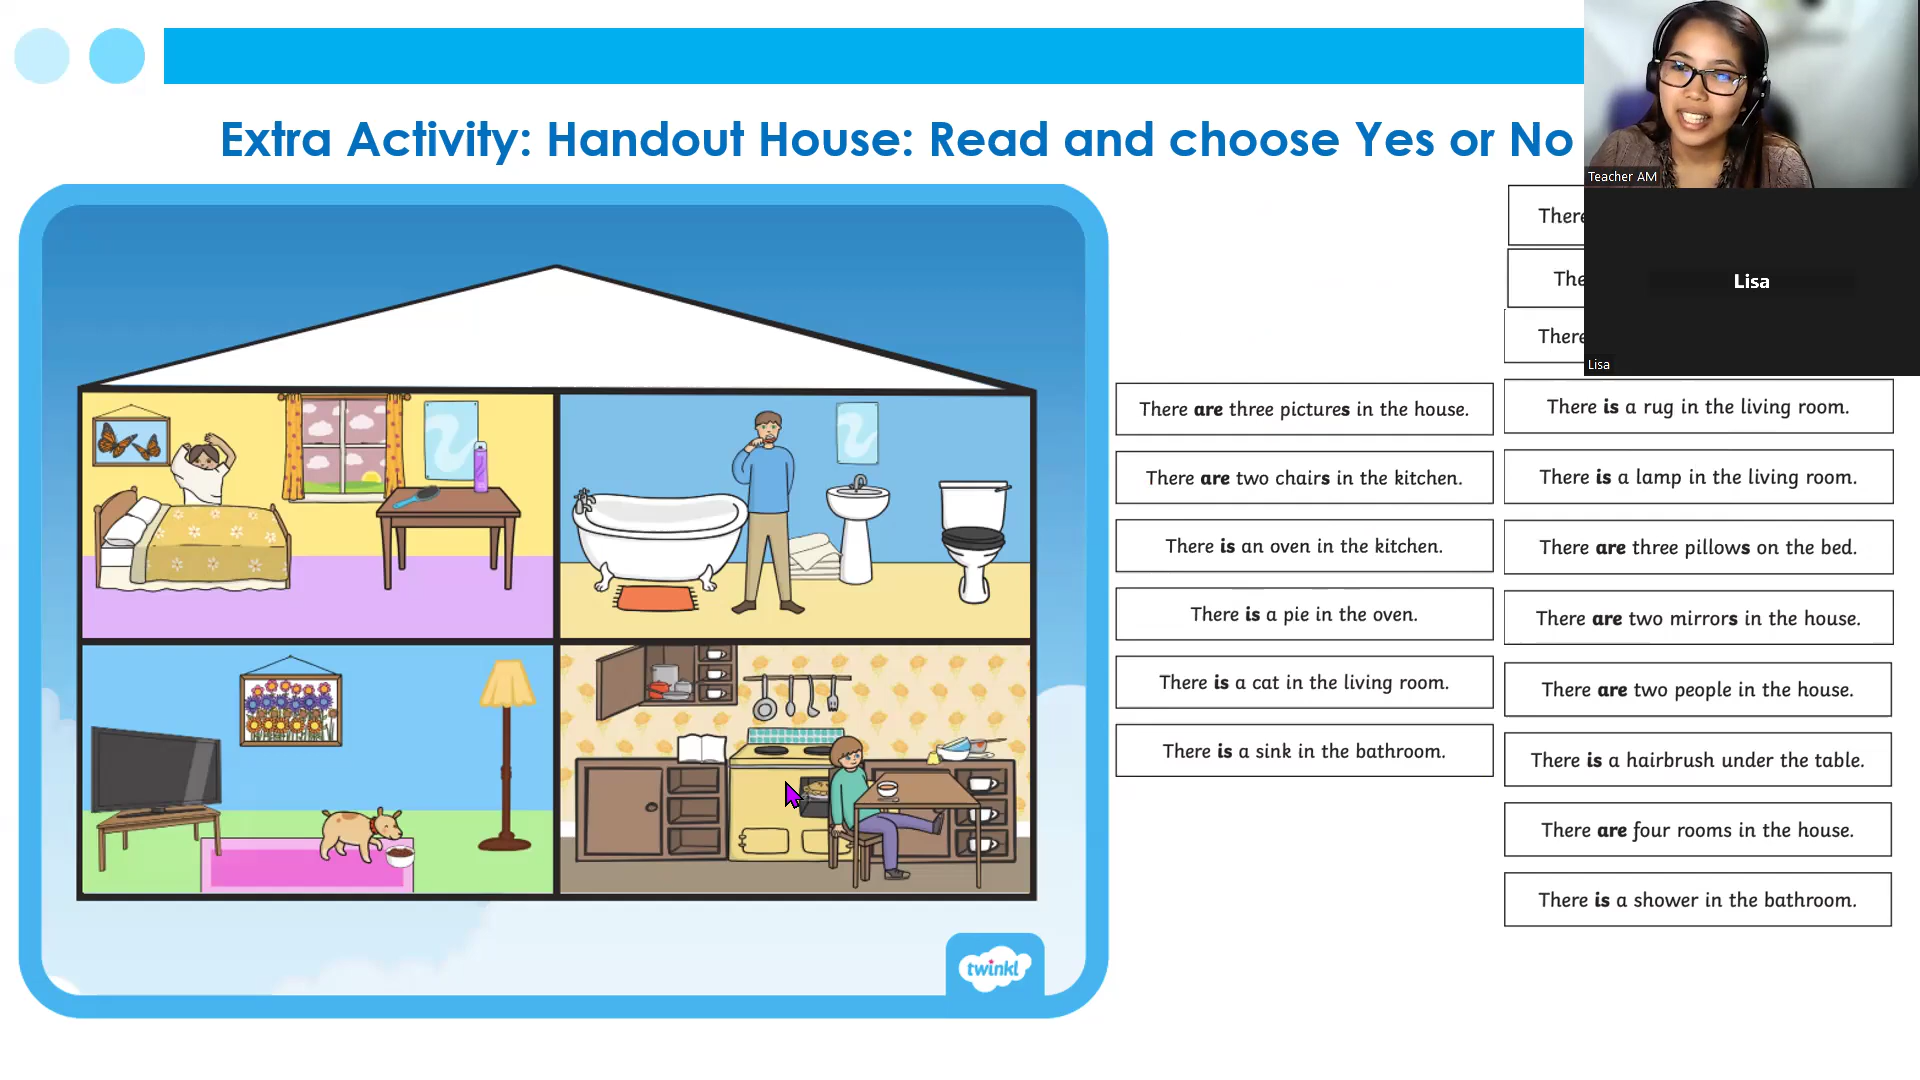 Extra Activity: Handout House: Read and choose Yes or No
Teacher AM
Lisa
Lisa
There are three pictures in the house.
There are two chairs in the kitchen.
There is an oven in the kitchen.
There is a pie in the oven.
There is a cat in the living room.
There is a sink in the bathroom.
There
There
There is a rug in the living room.
There is a lamp in the living room.
There are three pillows on the bed.
There are two mirrors in the house.
There are two people in the house.
There is a hairbrush under the table.
There are four rooms in the house.
There is a shower in the bathroom.
twinkl